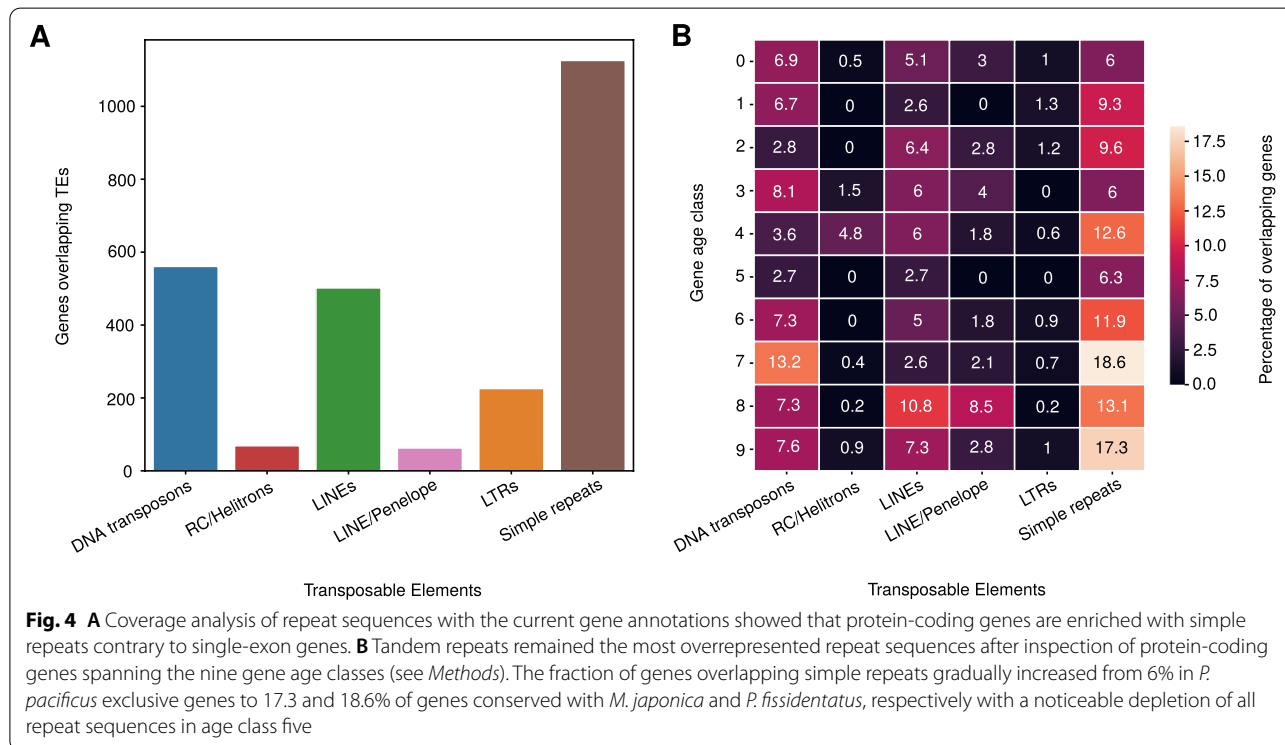 A
Genes overlapping TEs
1000
800
600
400
200
0
DNA transposons
RC/Helitrons
LINEs
LINE/Penelope
LTRs
Simple repeats
Transposable Elements
B
Gene age class
0 6.9 0.5 5.1 3 1 6
1 6.7 0 2.6 0 1.3 9.3
2 2.8 0 6.4 2.8 1.2 9.6
3 8.1 1.5 6 4 0 6
4 3.6 4.8 6 1.8 0.6 12.6
5 2.7 0 2.7 0 0 6.3
6 7.3 0 5 1.8 0.9 11.9
7 13.2 0.4 2.6 2.1 0.7 18.6
8 7.3 0.2 10.8 8.5 0.2 13.1
9 7.6 0.9 7.3 2.8 1 17.3
DNA transposons
RC/Helitrons
LINEs
LINE/Penelope
LTRs
Simple repeats
Transposable Elements
17.5
15.0
12.5
10.0
7.5
5.0
2.5
0.0
Percentage of overlapping genes
Fig. 4 A Coverage analysis of repeat sequences with the current gene annotations showed that protein-coding genes are enriched with simple
repeats contrary to single-exon genes. B Tandem repeats remained the most overrepresented repeat sequences after inspection of protein-coding
genes spanning the nine gene age classes (see Methods). The fraction of genes overlapping simple repeats gradually increased from 6% in P.
pacificus exclusive genes to 17.3 and 18.6% of genes conserved with M. japonica and P. fissidentatus, respectively with a noticeable depletion of all
repeat sequences in age class five